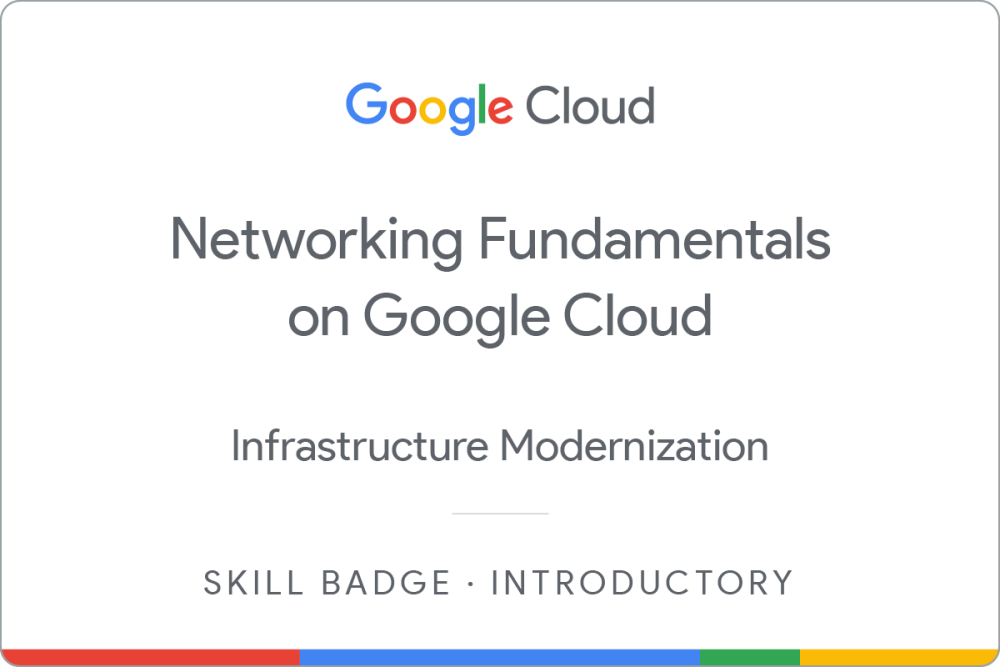 Google Cloud
Networking Fundamentals
on Google Cloud
Infrastructure Modernization
SKILL BADGE · INTRODUCTORY